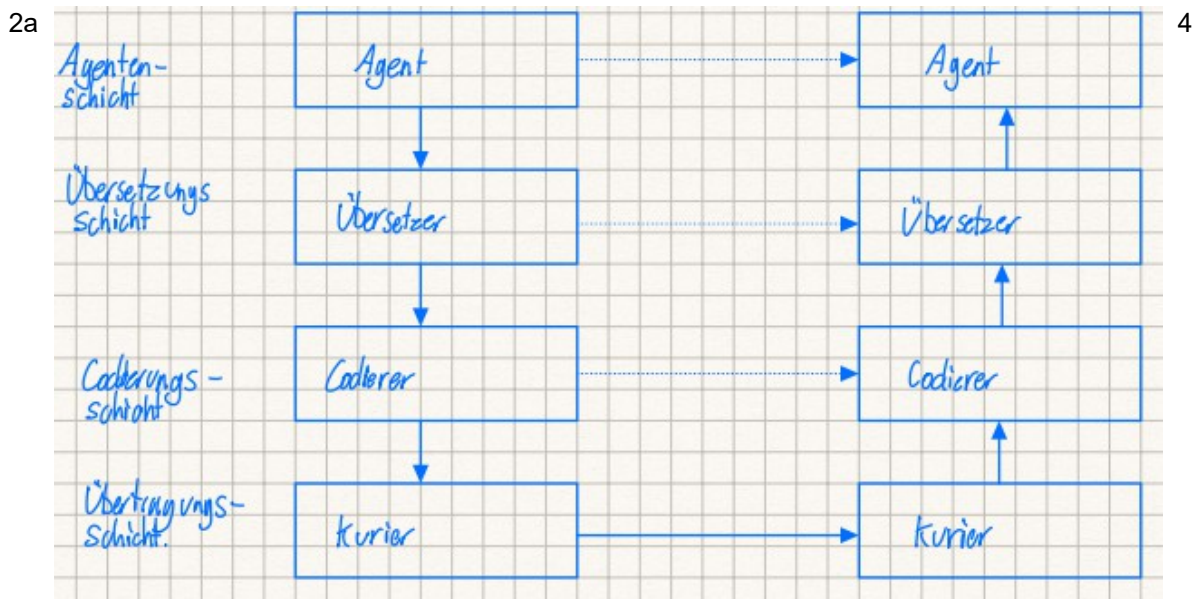 2a
4
Agenten-
schicht
Agent
Agent
Übersetzungs
schicht
Übersetzer
Übersetzer
Codierungs-
schicht
Codierer
Codierer
Übertragungs-
schicht.
Kurier
Kurier